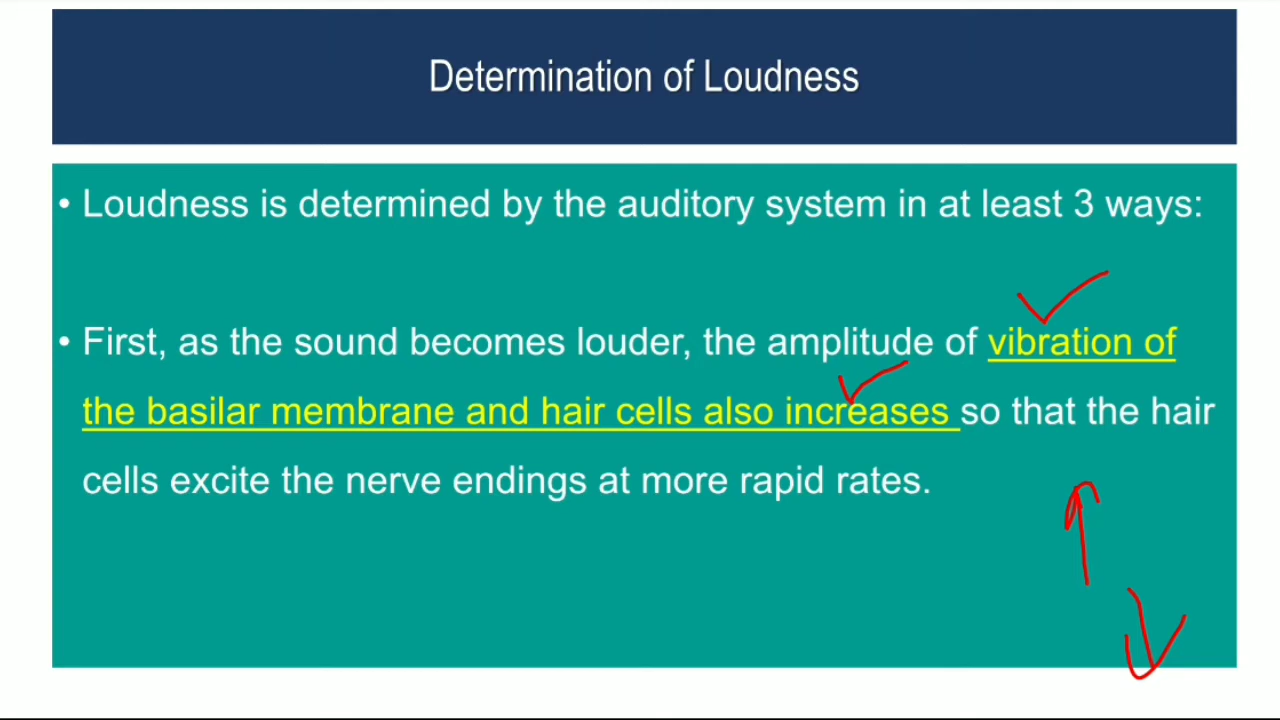 Determination of Loudness
• Loudness is determined by the auditory system in at least 3 ways:
• First, as the sound becomes louder, the amplitude of vibration of
the basilar membrane and hair cells also increases so that the hair
cells excite the nerve endings at more rapid rates.